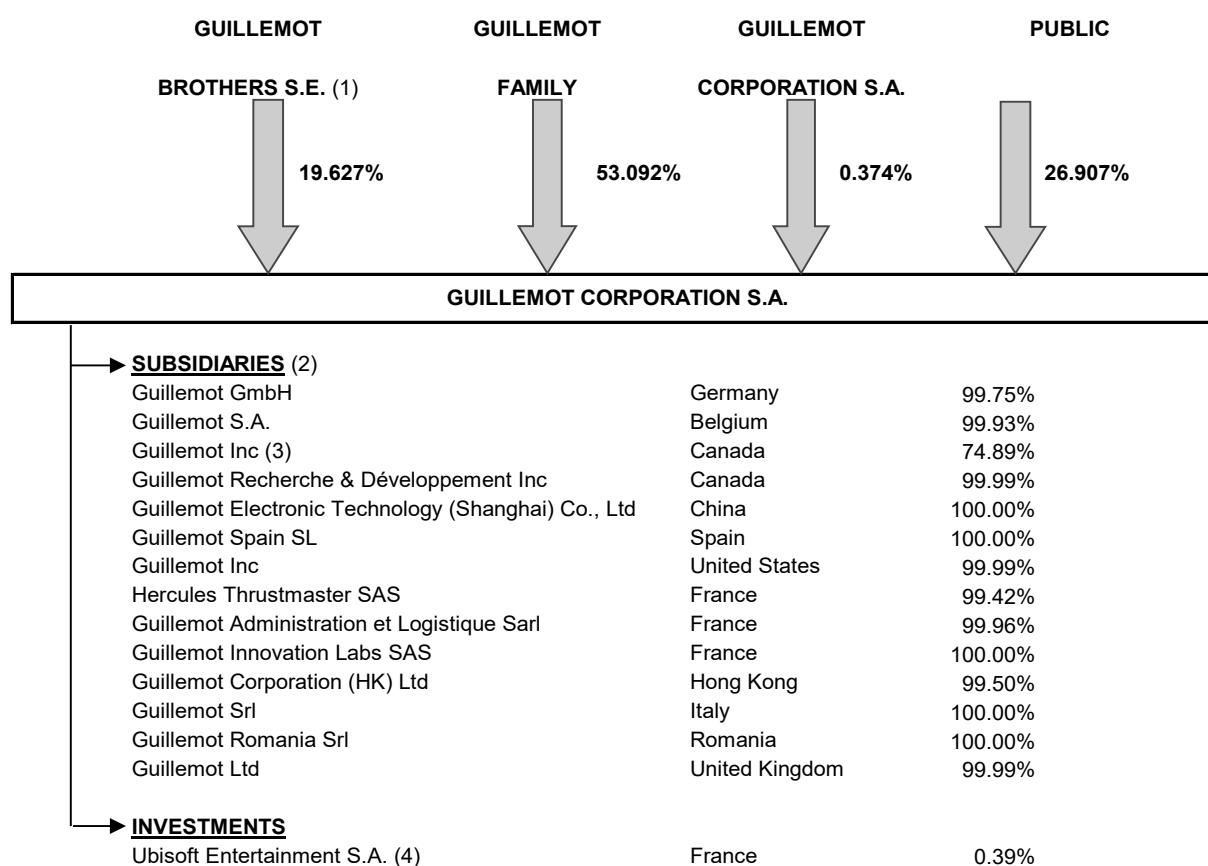 GUILLEMOT GUILLEMOT GUILLEMOT PUBLIC
BROTHERS S.E. (1) FAMILY CORPORATION S.A.
19.627% 53.092% 0.374% 26.907%
GUILLEMOT CORPORATION S.A.
SUBSIDIARIES (2)
Guillemot GmbH Germany 99.75%
Guillemot S.A. Belgium 99.93%
Guillemot Inc (3) Canada 74.89%
Guillemot Recherche & Développement Inc Canada 99.99%
Guillemot Electronic Technology (Shanghai) Co., Ltd China 100.00%
Guillemot Spain SL Spain 100.00%
Guillemot Inc United States 99.99%
Hercules Thrustmaster SAS France 99.42%
Guillemot Administration et Logistique Sarl France 99.96%
Guillemot Innovation Labs SAS France 100.00%
Guillemot Corporation (HK) Ltd Hong Kong 99.50%
Guillemot Srl Italy 100.00%
Guillemot Romania Srl Romania 100.00%
Guillemot Ltd United Kingdom 99.99%
INVESTMENTS
Ubisoft Entertainment S.A. (4) France 0.39%